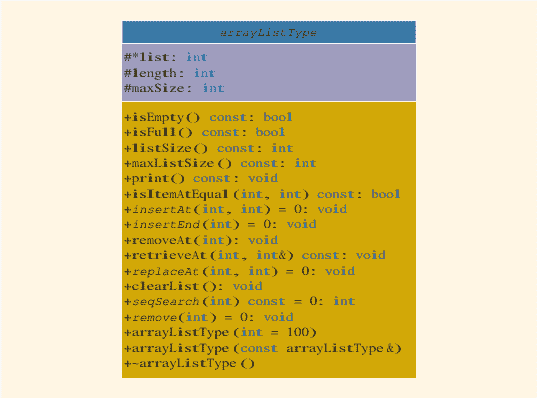 arrayListType
#*list: int
#length: int
#maxSize: int
+isEmpty() const: bool
+isFull() const: bool
+listSize() const: int
+maxListSize() const: int
+print() const: void
+isItemAtEqual(int, int) const: bool
+insertAt(int, int) = 0: void
+insertEnd(int) = 0: void
+removeAt(int): void
+retrieveAt(int, int&) const: void
+replaceAt(int, int) = 0: void
+clearList(): void
+seqSearch(int) const = 0: int
+remove(int) = 0: void
+arrayListType(int = 100)
+arrayListType(const arrayListType&)
+~arrayListType()